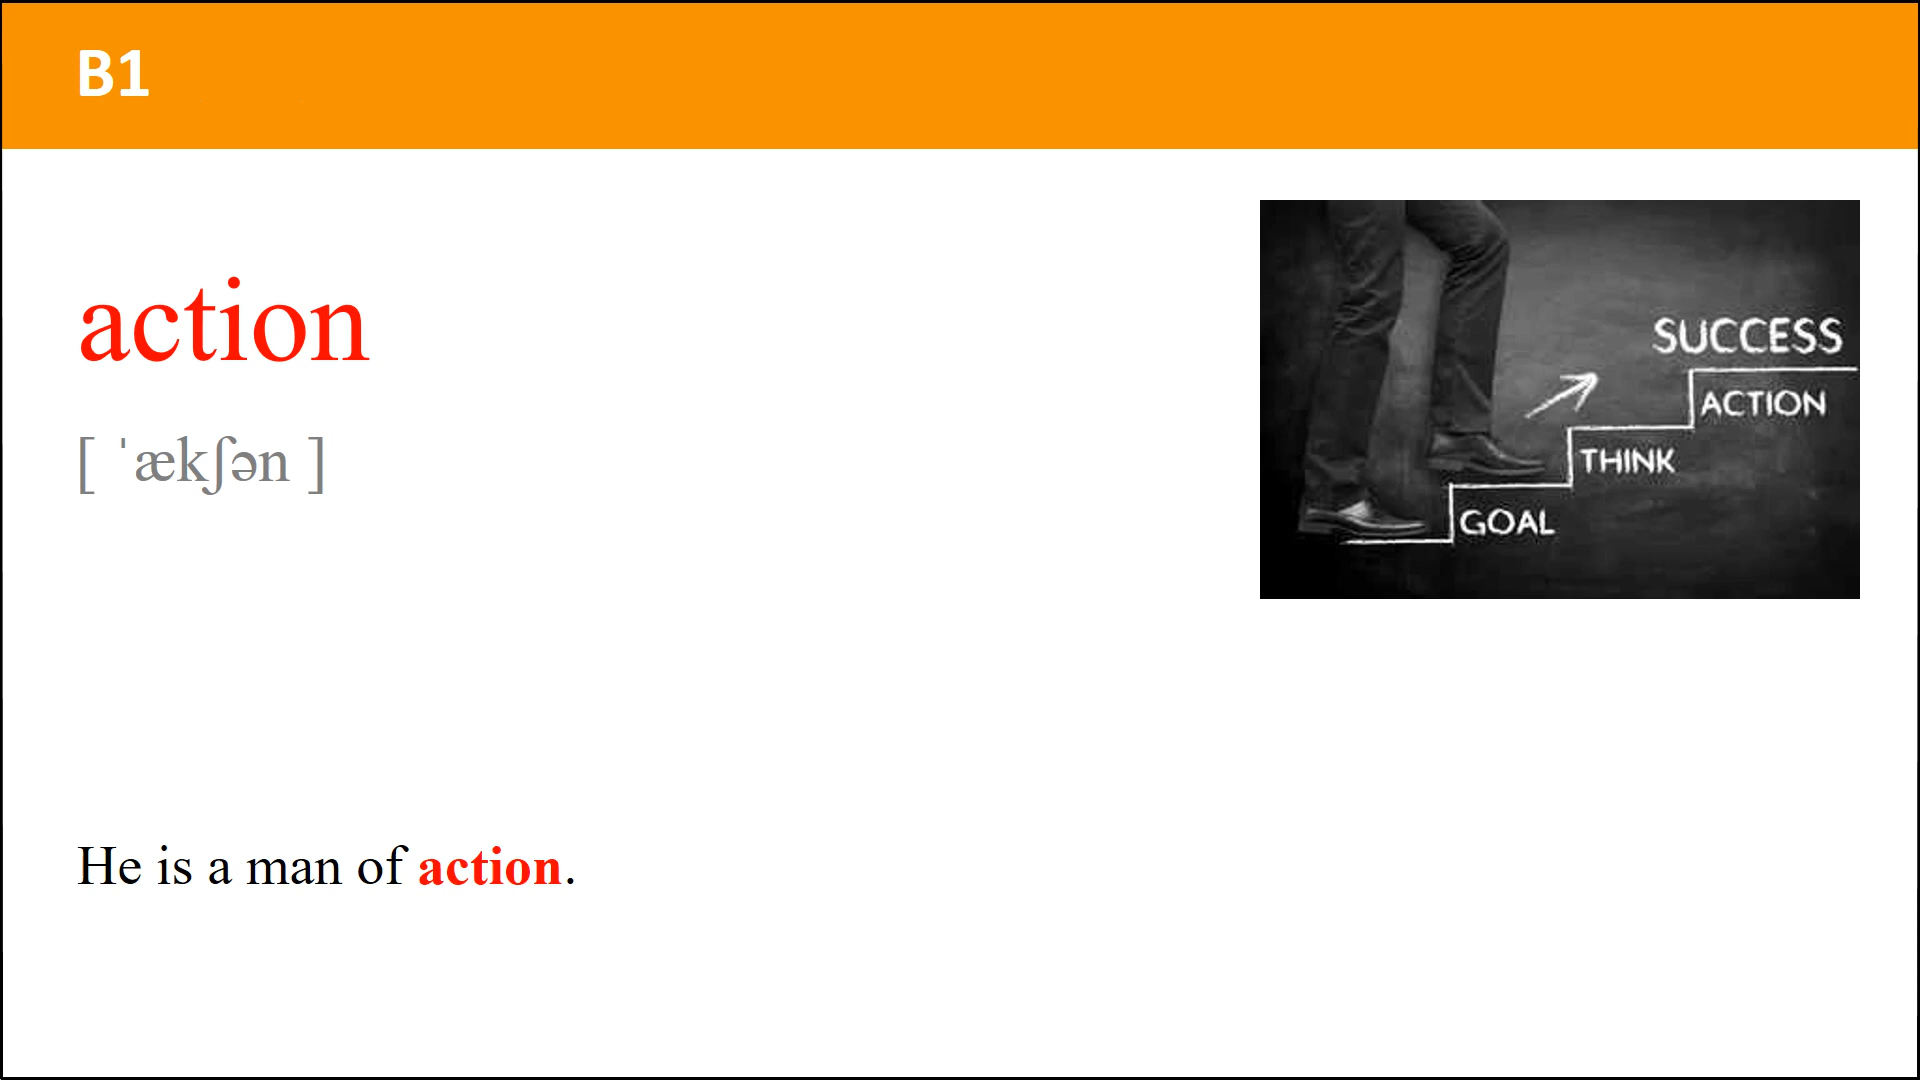 B1
action
[ ˈækʃən ]
SUCCESS
ACTION
THINK
GOAL
He is a man of action.